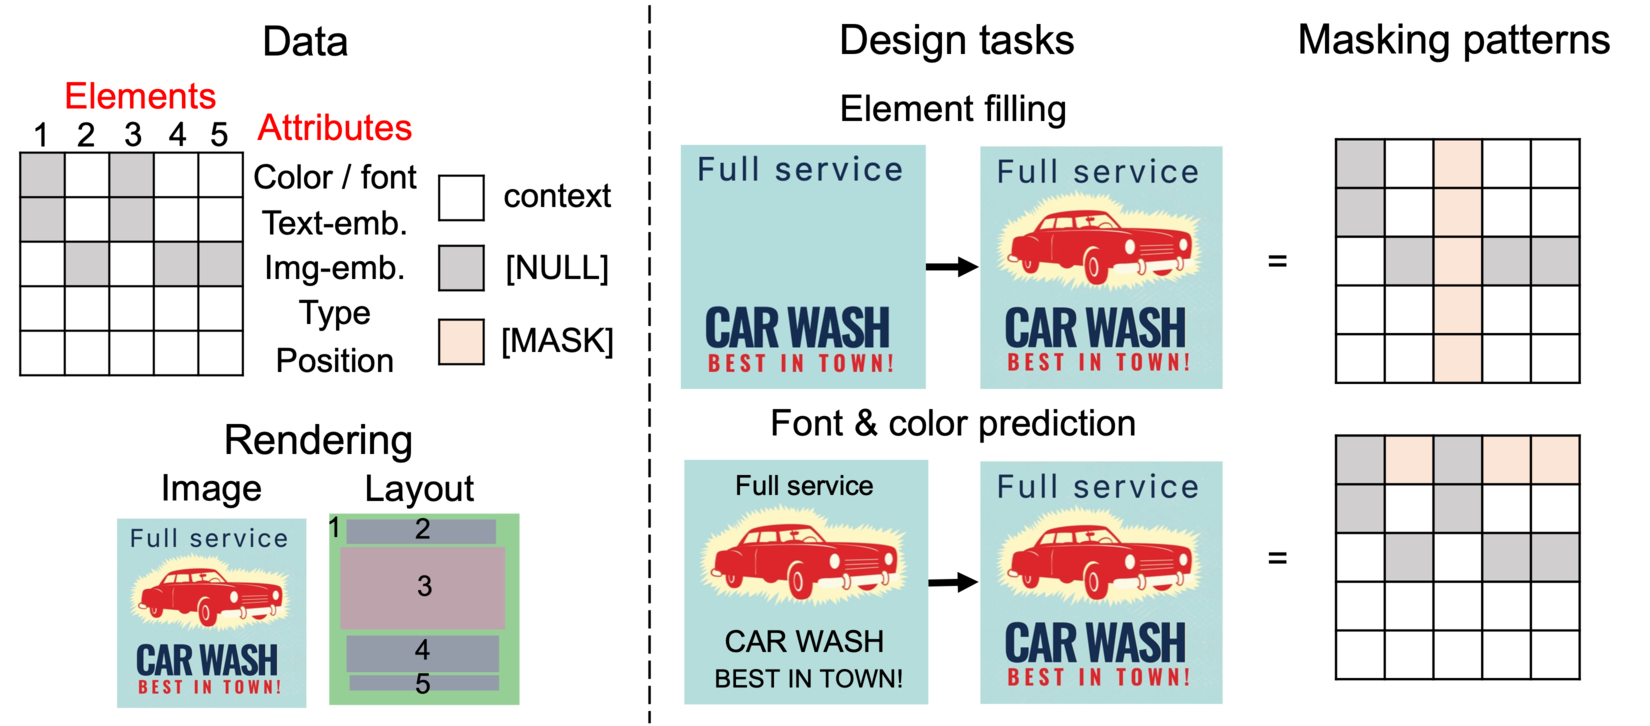 Data
Elements
1 2 3 4 5
Attributes
Color / font
Text-emb.
Img-emb.
Type
Position
context
[NULL]
[MASK]
Rendering
Image
Layout
Full service
CAR WASH
BEST IN TOWN!
1
2
3
4
5
Design tasks
Masking patterns
Element filling
Full service
CAR WASH
BEST IN TOWN!
Full service
CAR WASH
BEST IN TOWN!
=
Font & color prediction
Full service
CAR WASH
BEST IN TOWN!
Full service
CAR WASH
BEST IN TOWN!
=